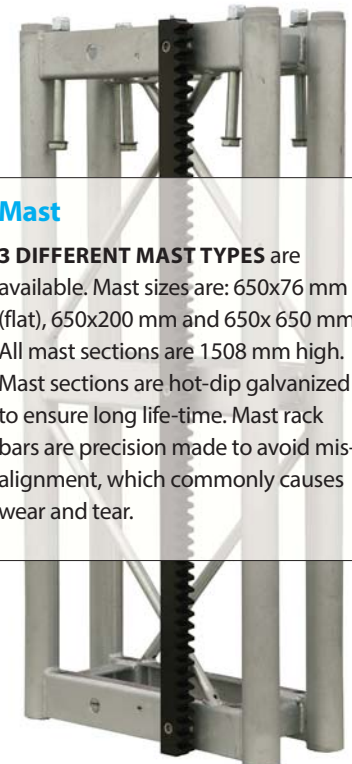 Mast
3 DIFFERENT MAST TYPES are
available. Mast sizes are: 650x76 mm
(flat), 650x200 mm and 650x 650 mm.
All mast sections are 1508 mm high.
Mast sections are hot-dip galvanized
to ensure long life-time. Mast rack
bars are precision made to avoid mis-
alignment, which commonly causes
wear and tear.